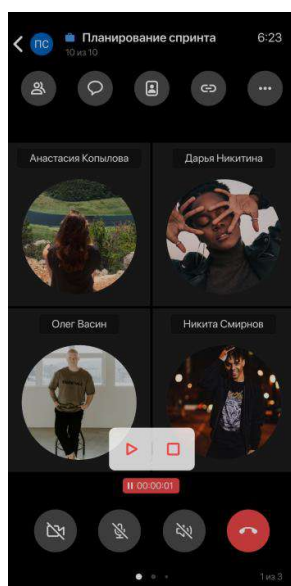 ПС
Планирование спринта
6:23
10 из 10
Анастасия Копылова
Дарья Никитина
Олег Васин
Никита Смирнов
00:00:01
1 из 3